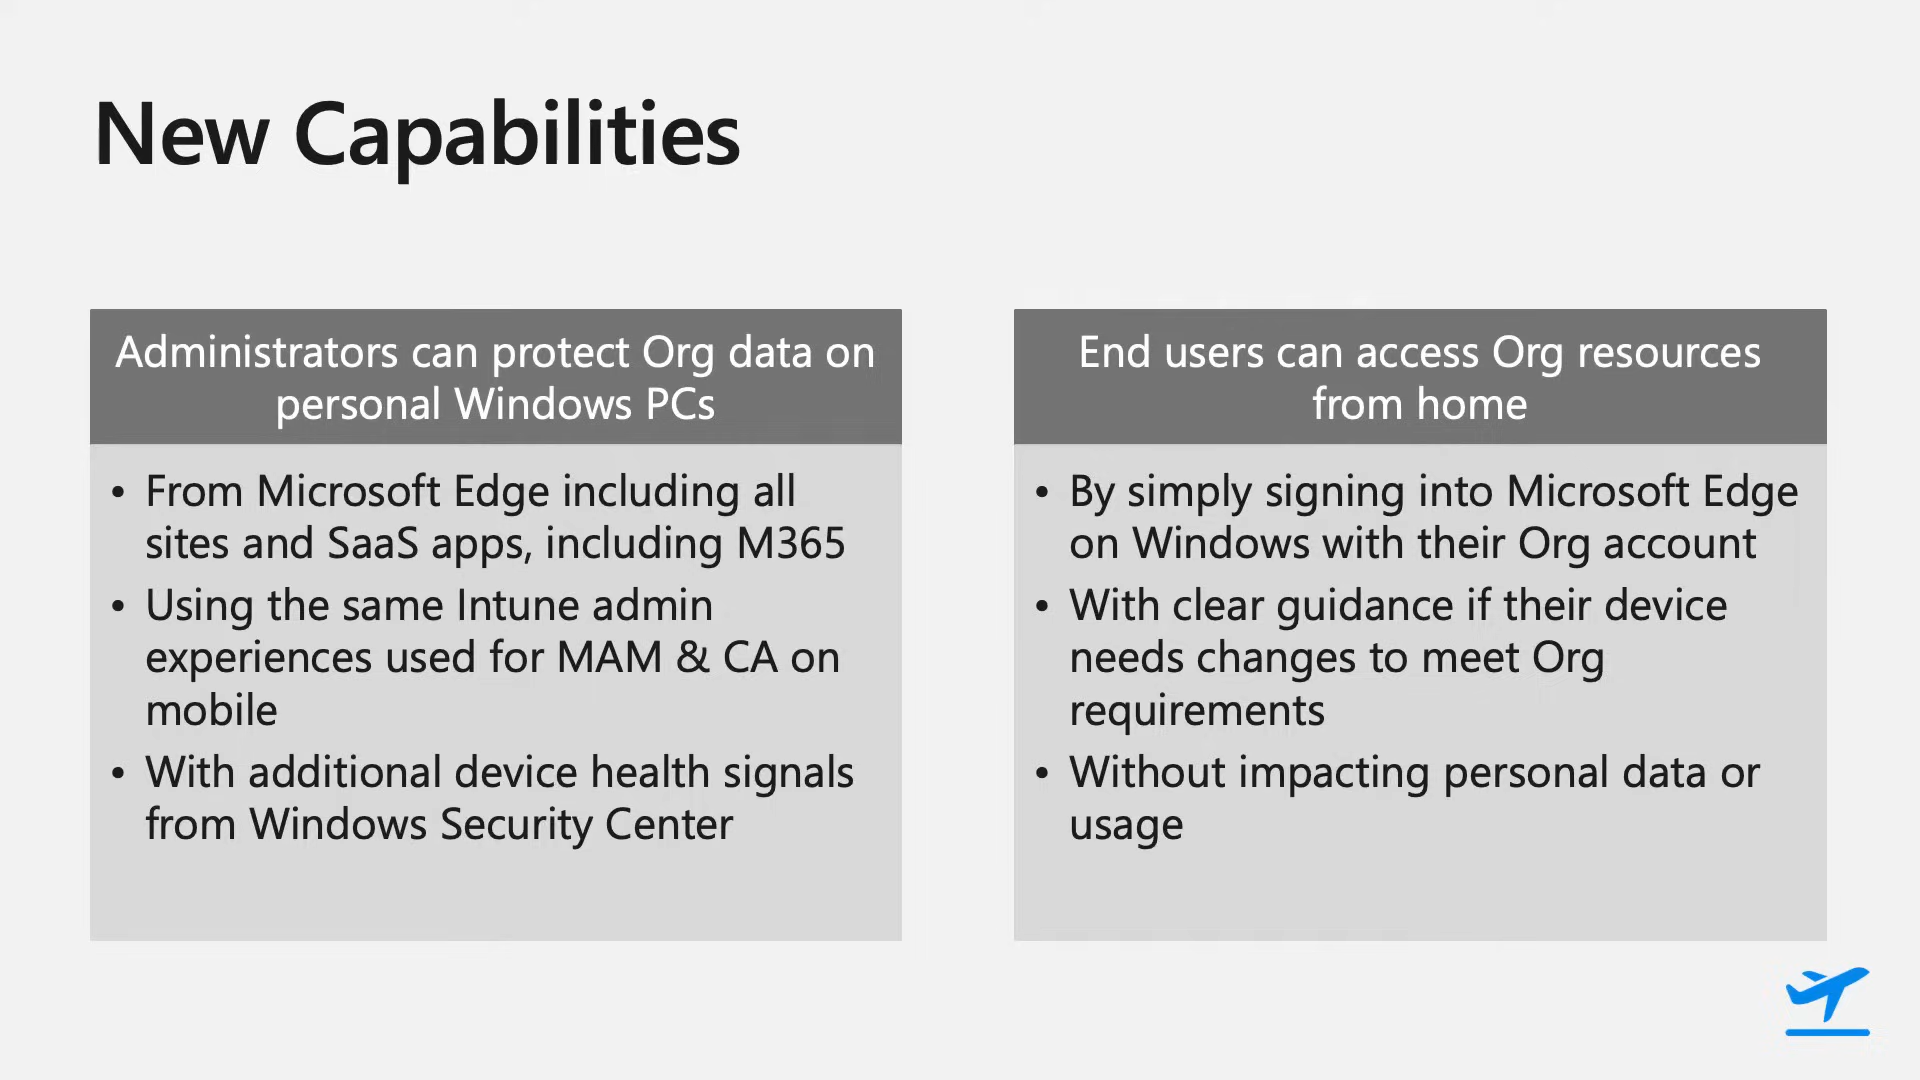 New Capabilities
Administrators can protect Org data on
personal Windows PCs
• From Microsoft Edge including all
sites and SaaS apps, including M365
• Using the same Intune admin
experiences used for MAM & CA on
mobile
• With additional device health signals
from Windows Security Center
End users can access Org resources
from home
• By simply signing into Microsoft Edge
on Windows with their Org account
• With clear guidance if their device
needs changes to meet Org
requirements
• Without impacting personal data or
usage